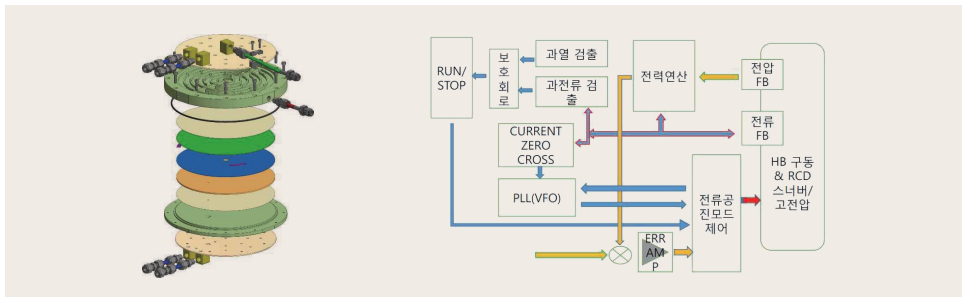 RUN/
STOP
보
호
회
로
과열 검출
과전류 검
출
전력연산
전압
FB
전류
FB
CURRENT
ZERO
CROSS
PLL(VFO)
전류공
진모드
제어
HB 구동
& RCD
스너버/
고전압
ERR
AM
P